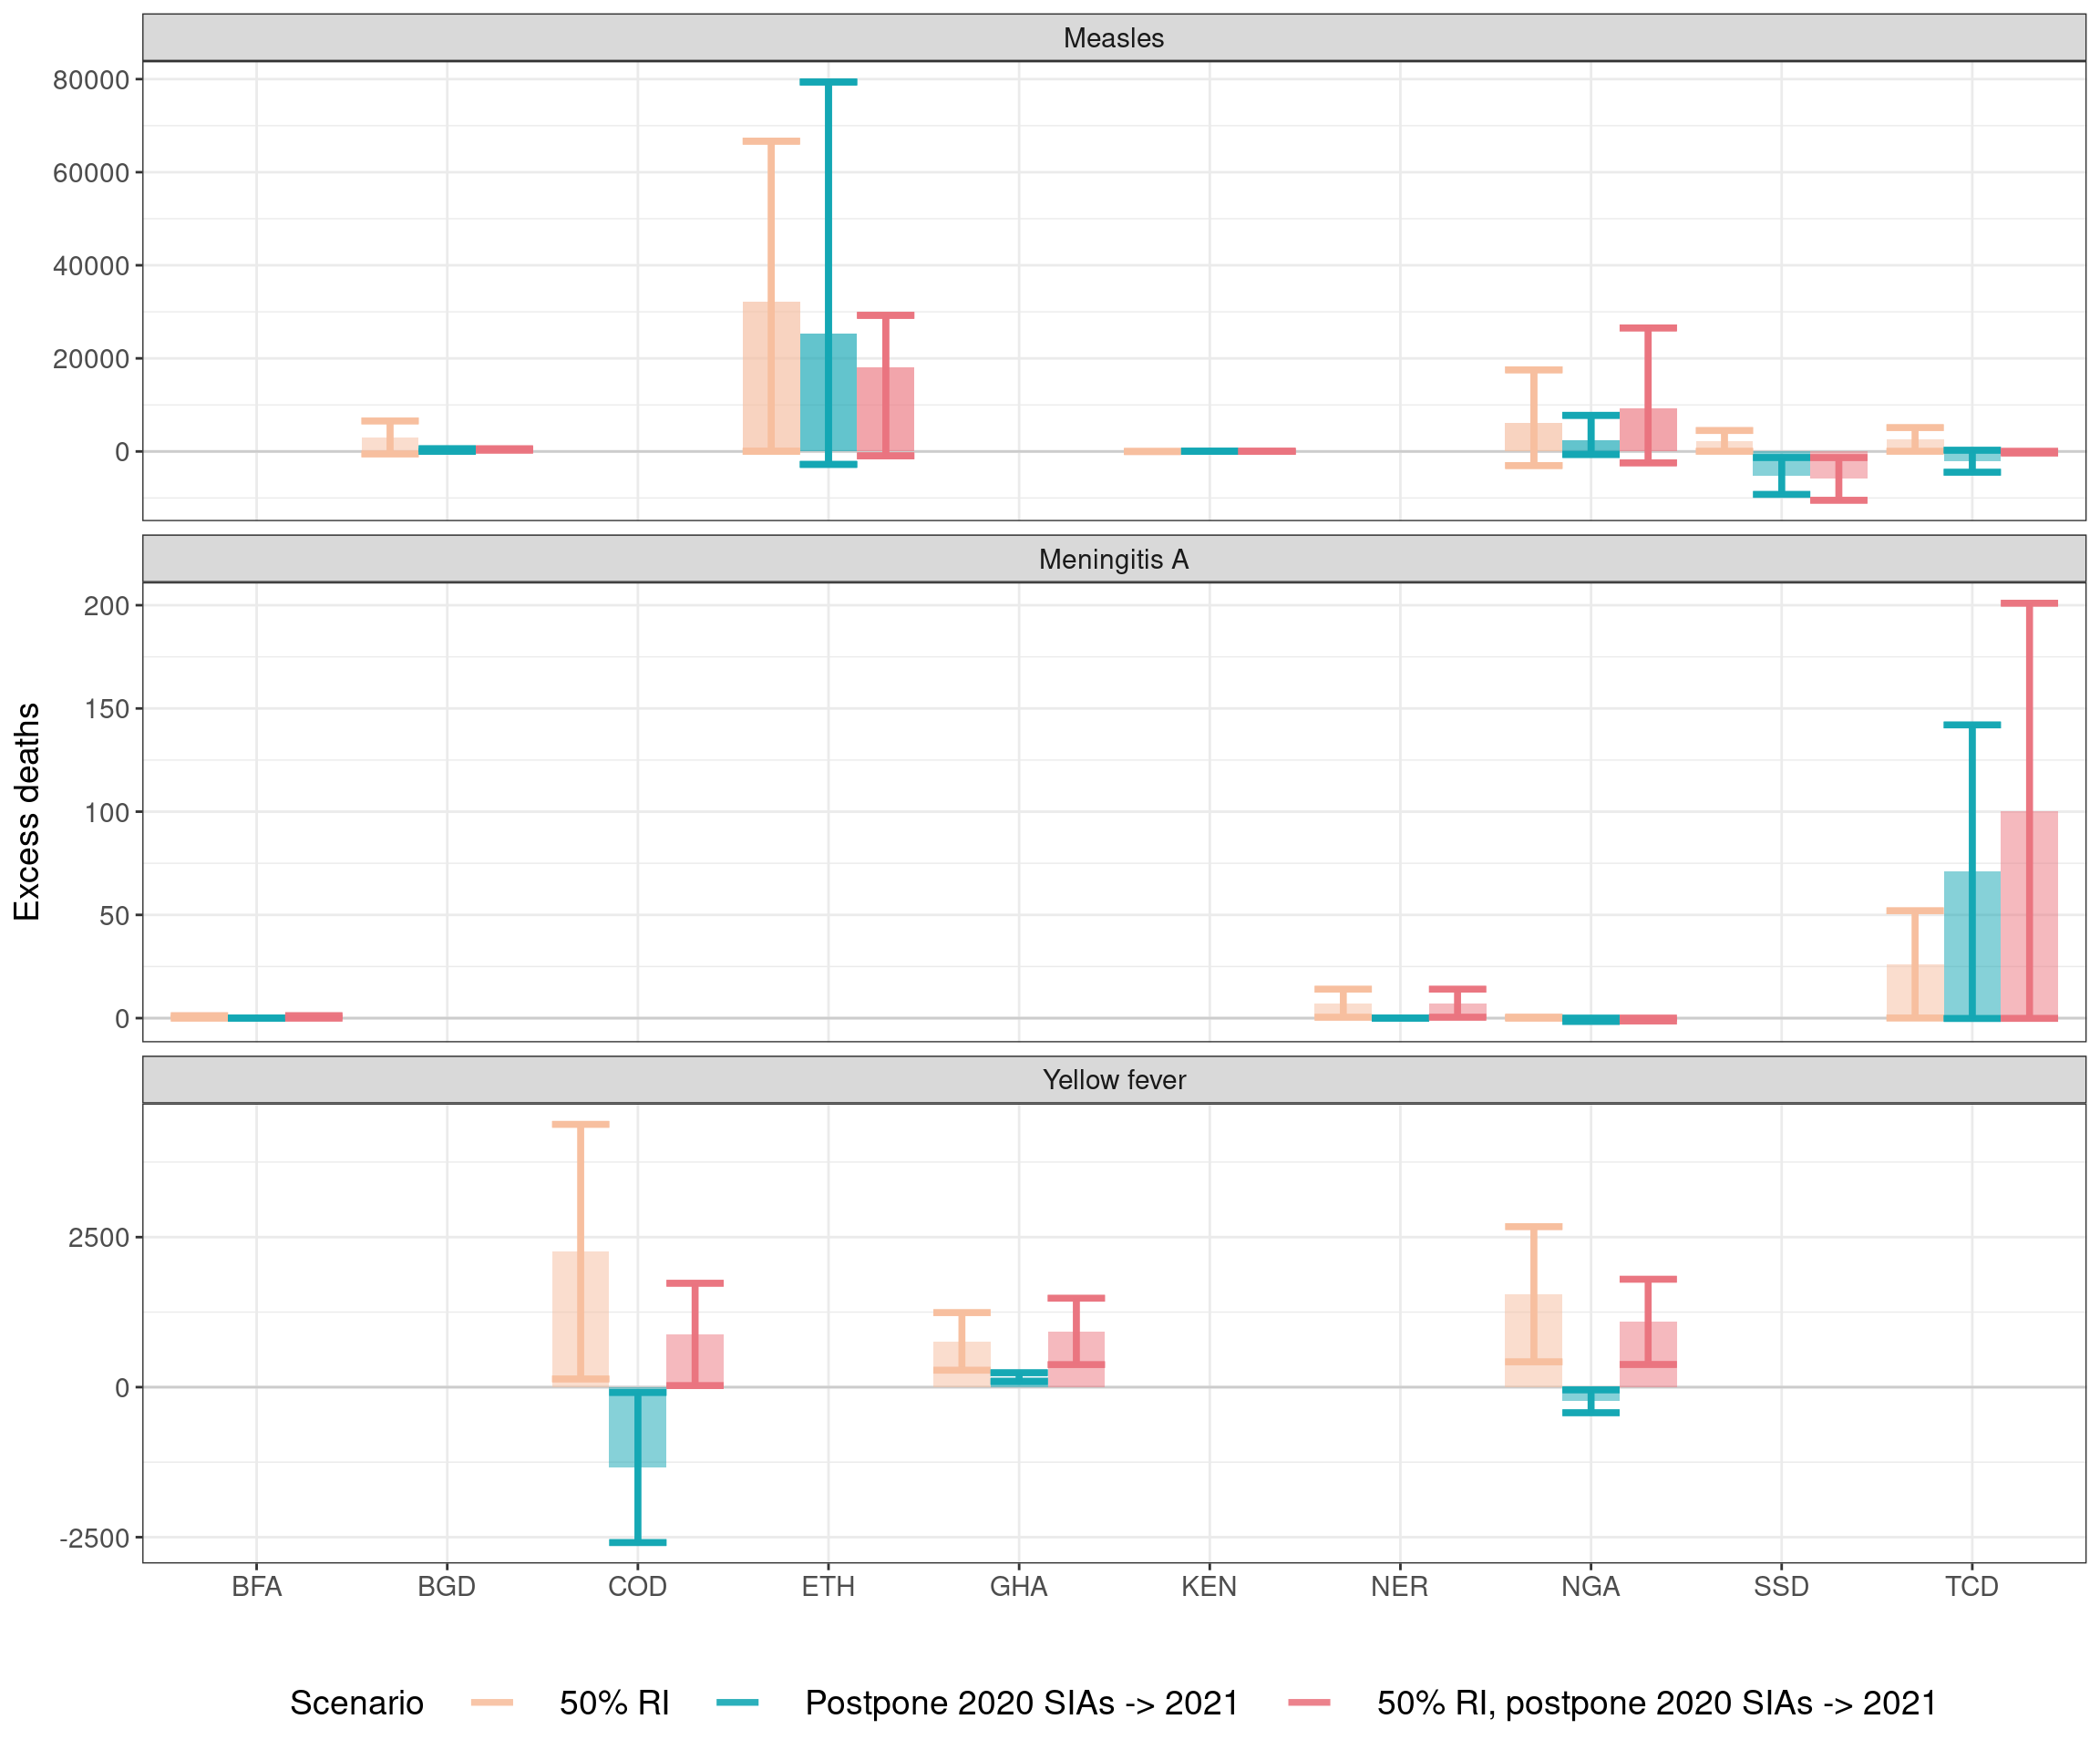 Measles
80000
60000
40000
20000
0
Meningitis A
200
150
100
50
0
Excess deaths
Yellow fever
2500
0
-2500
BFA BGD COD ETH GHA KEN NER NGA SSD TCD
Scenario 50% RI Postpone 2020 SIAs -> 2021 50% RI, postpone 2020 SIAs -> 2021